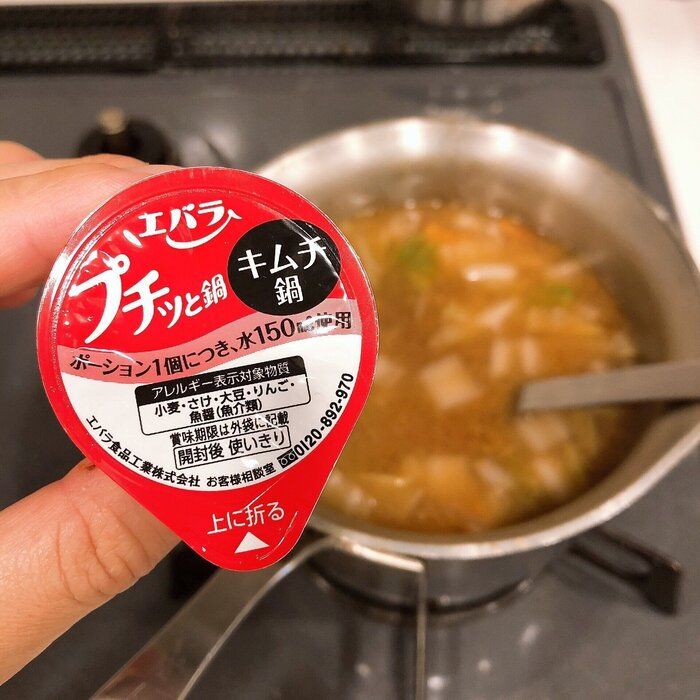 エバラ
プチッと鍋
キムチ
鍋
ポーション1個につき、水150㎖使用
アレルギー表示対象物質
小麦・さけ・大豆・りんご・
魚醤(魚介類)
賞味期限は外袋に記載
開封後 使いきり
エバラ食品工業株式会社 お客様相談室 0120-892-970
上に折る